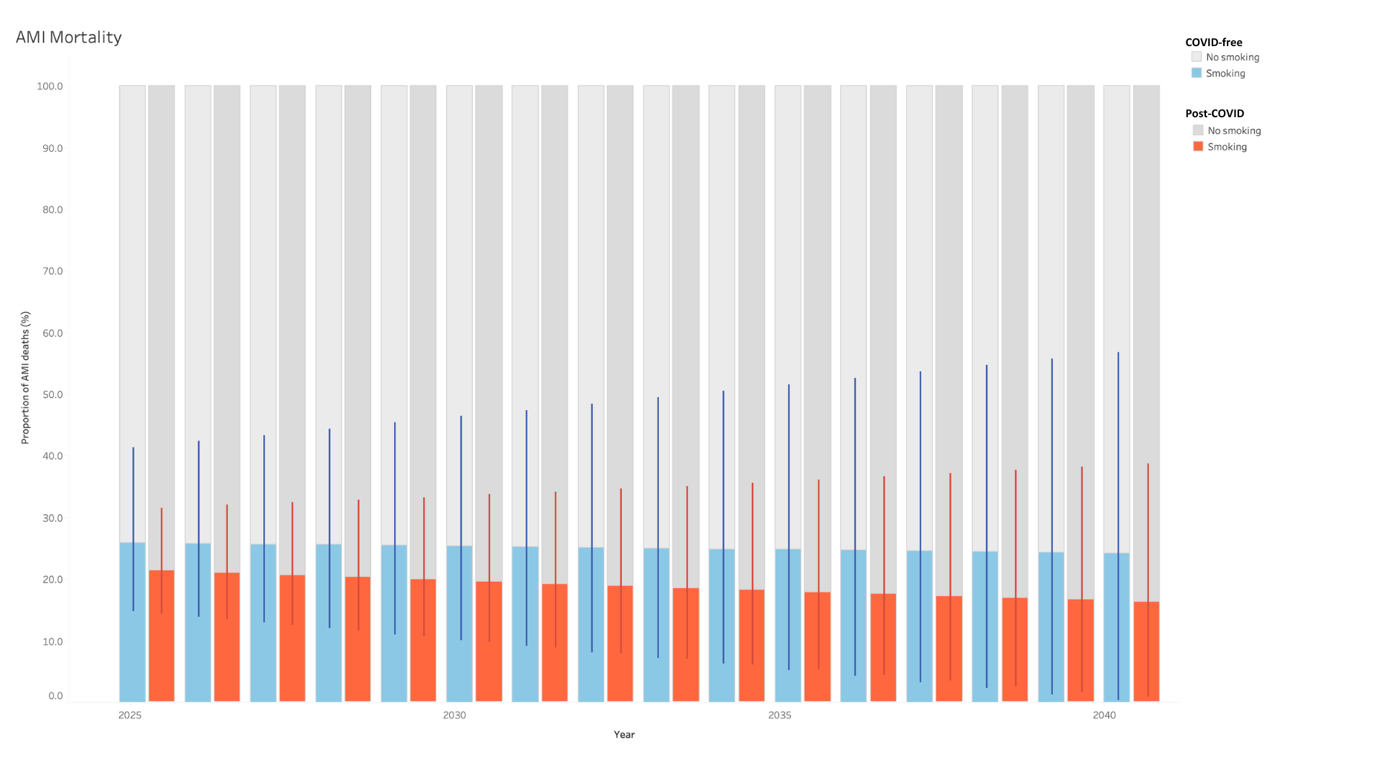 AMI Mortality
COVID-free
No smoking
Smoking
Post-COVID
No smoking
Smoking
Proportion of AMI deaths (%)
100.0
90.0
80.0
70.0
60.0
50.0
40.0
30.0
20.0
10.0
0.0
2025
2030
2035
2040
Year